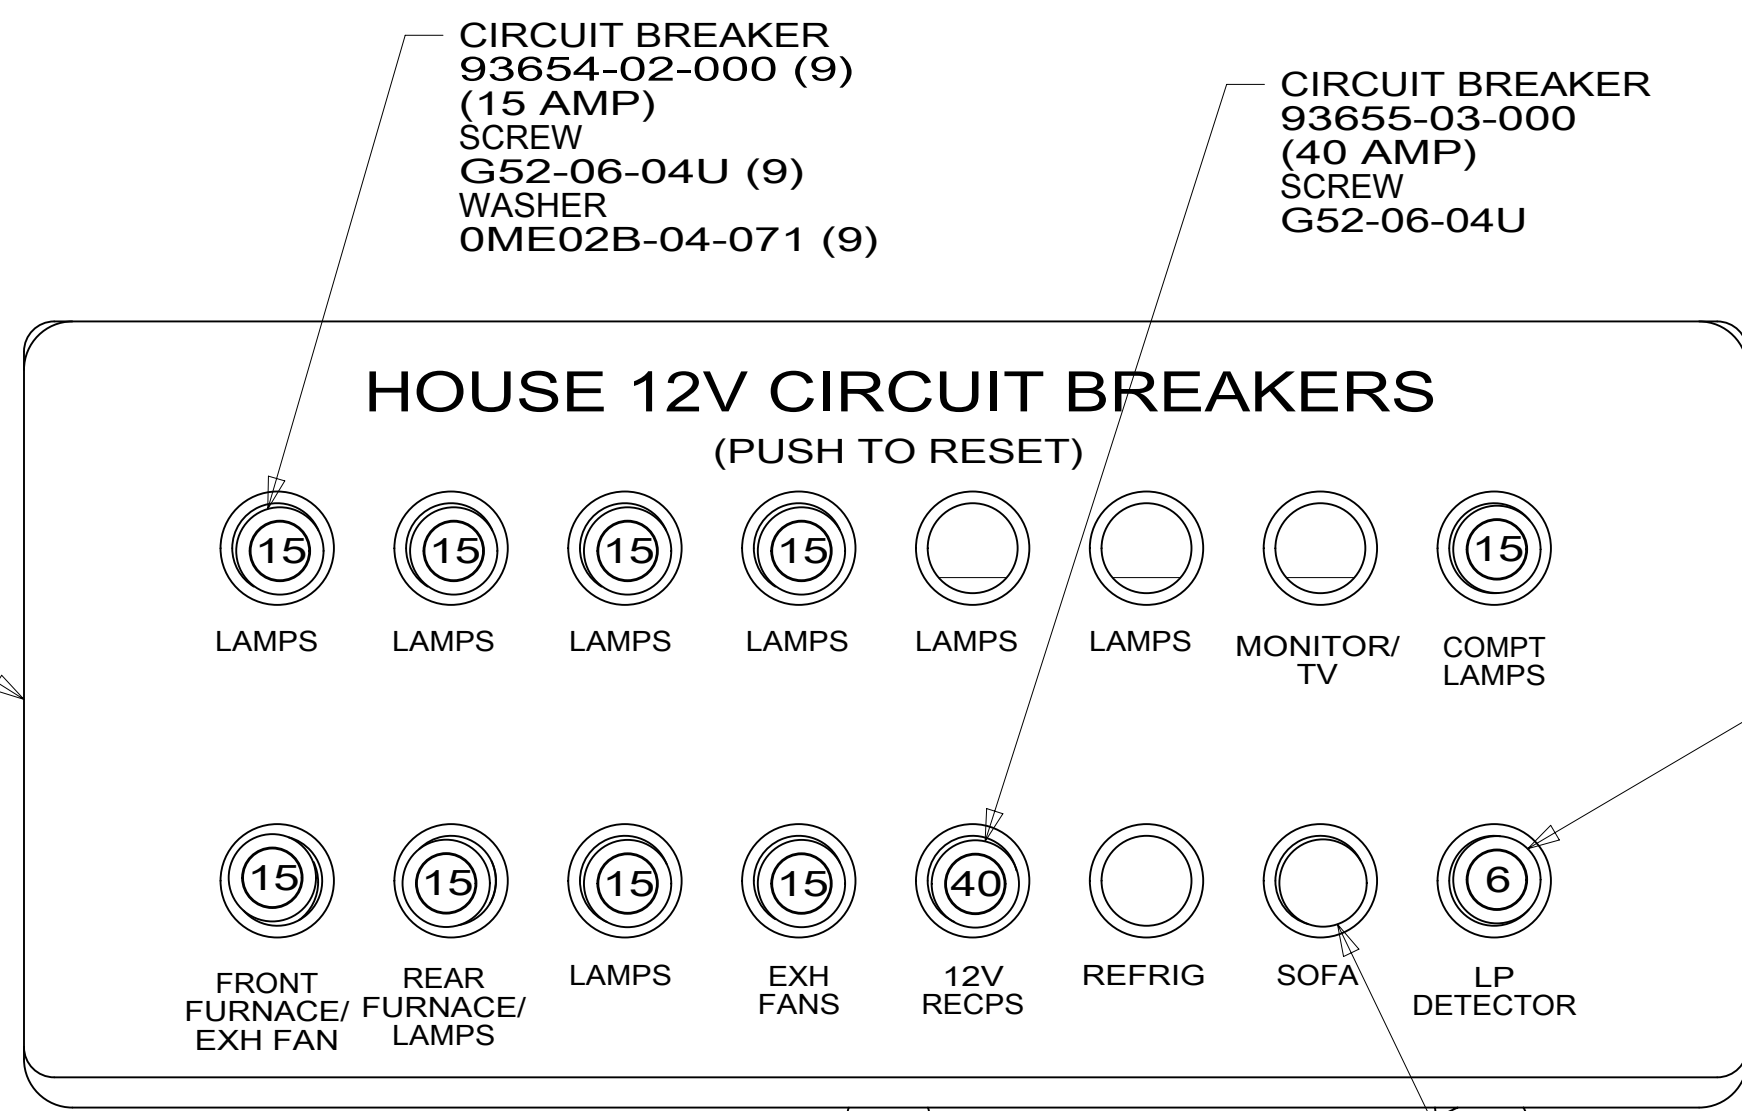 CIRCUIT BREAKER
93654-02-000 (9)
(15 AMP)
SCREW
G52-06-04U (9)
WASHER
0ME02B-04-071 (9)
CIRCUIT BREAKER
93655-03-000
(40 AMP)
SCREW
G52-06-04U
HOUSE 12V CIRCUIT BREAKERS
(PUSH TO RESET)
15 15 15 15 15
LAMPS LAMPS LAMPS LAMPS LAMPS LAMPS MONITOR/ COMPT
TV LAMPS
15 15 15 15 40 6
FRONT REAR LAMPS EXH 12V REFRIG SOFA LP
FURNACE/ FURNACE/ FANS RECPS DETECTOR
EXH FAN LAMPS